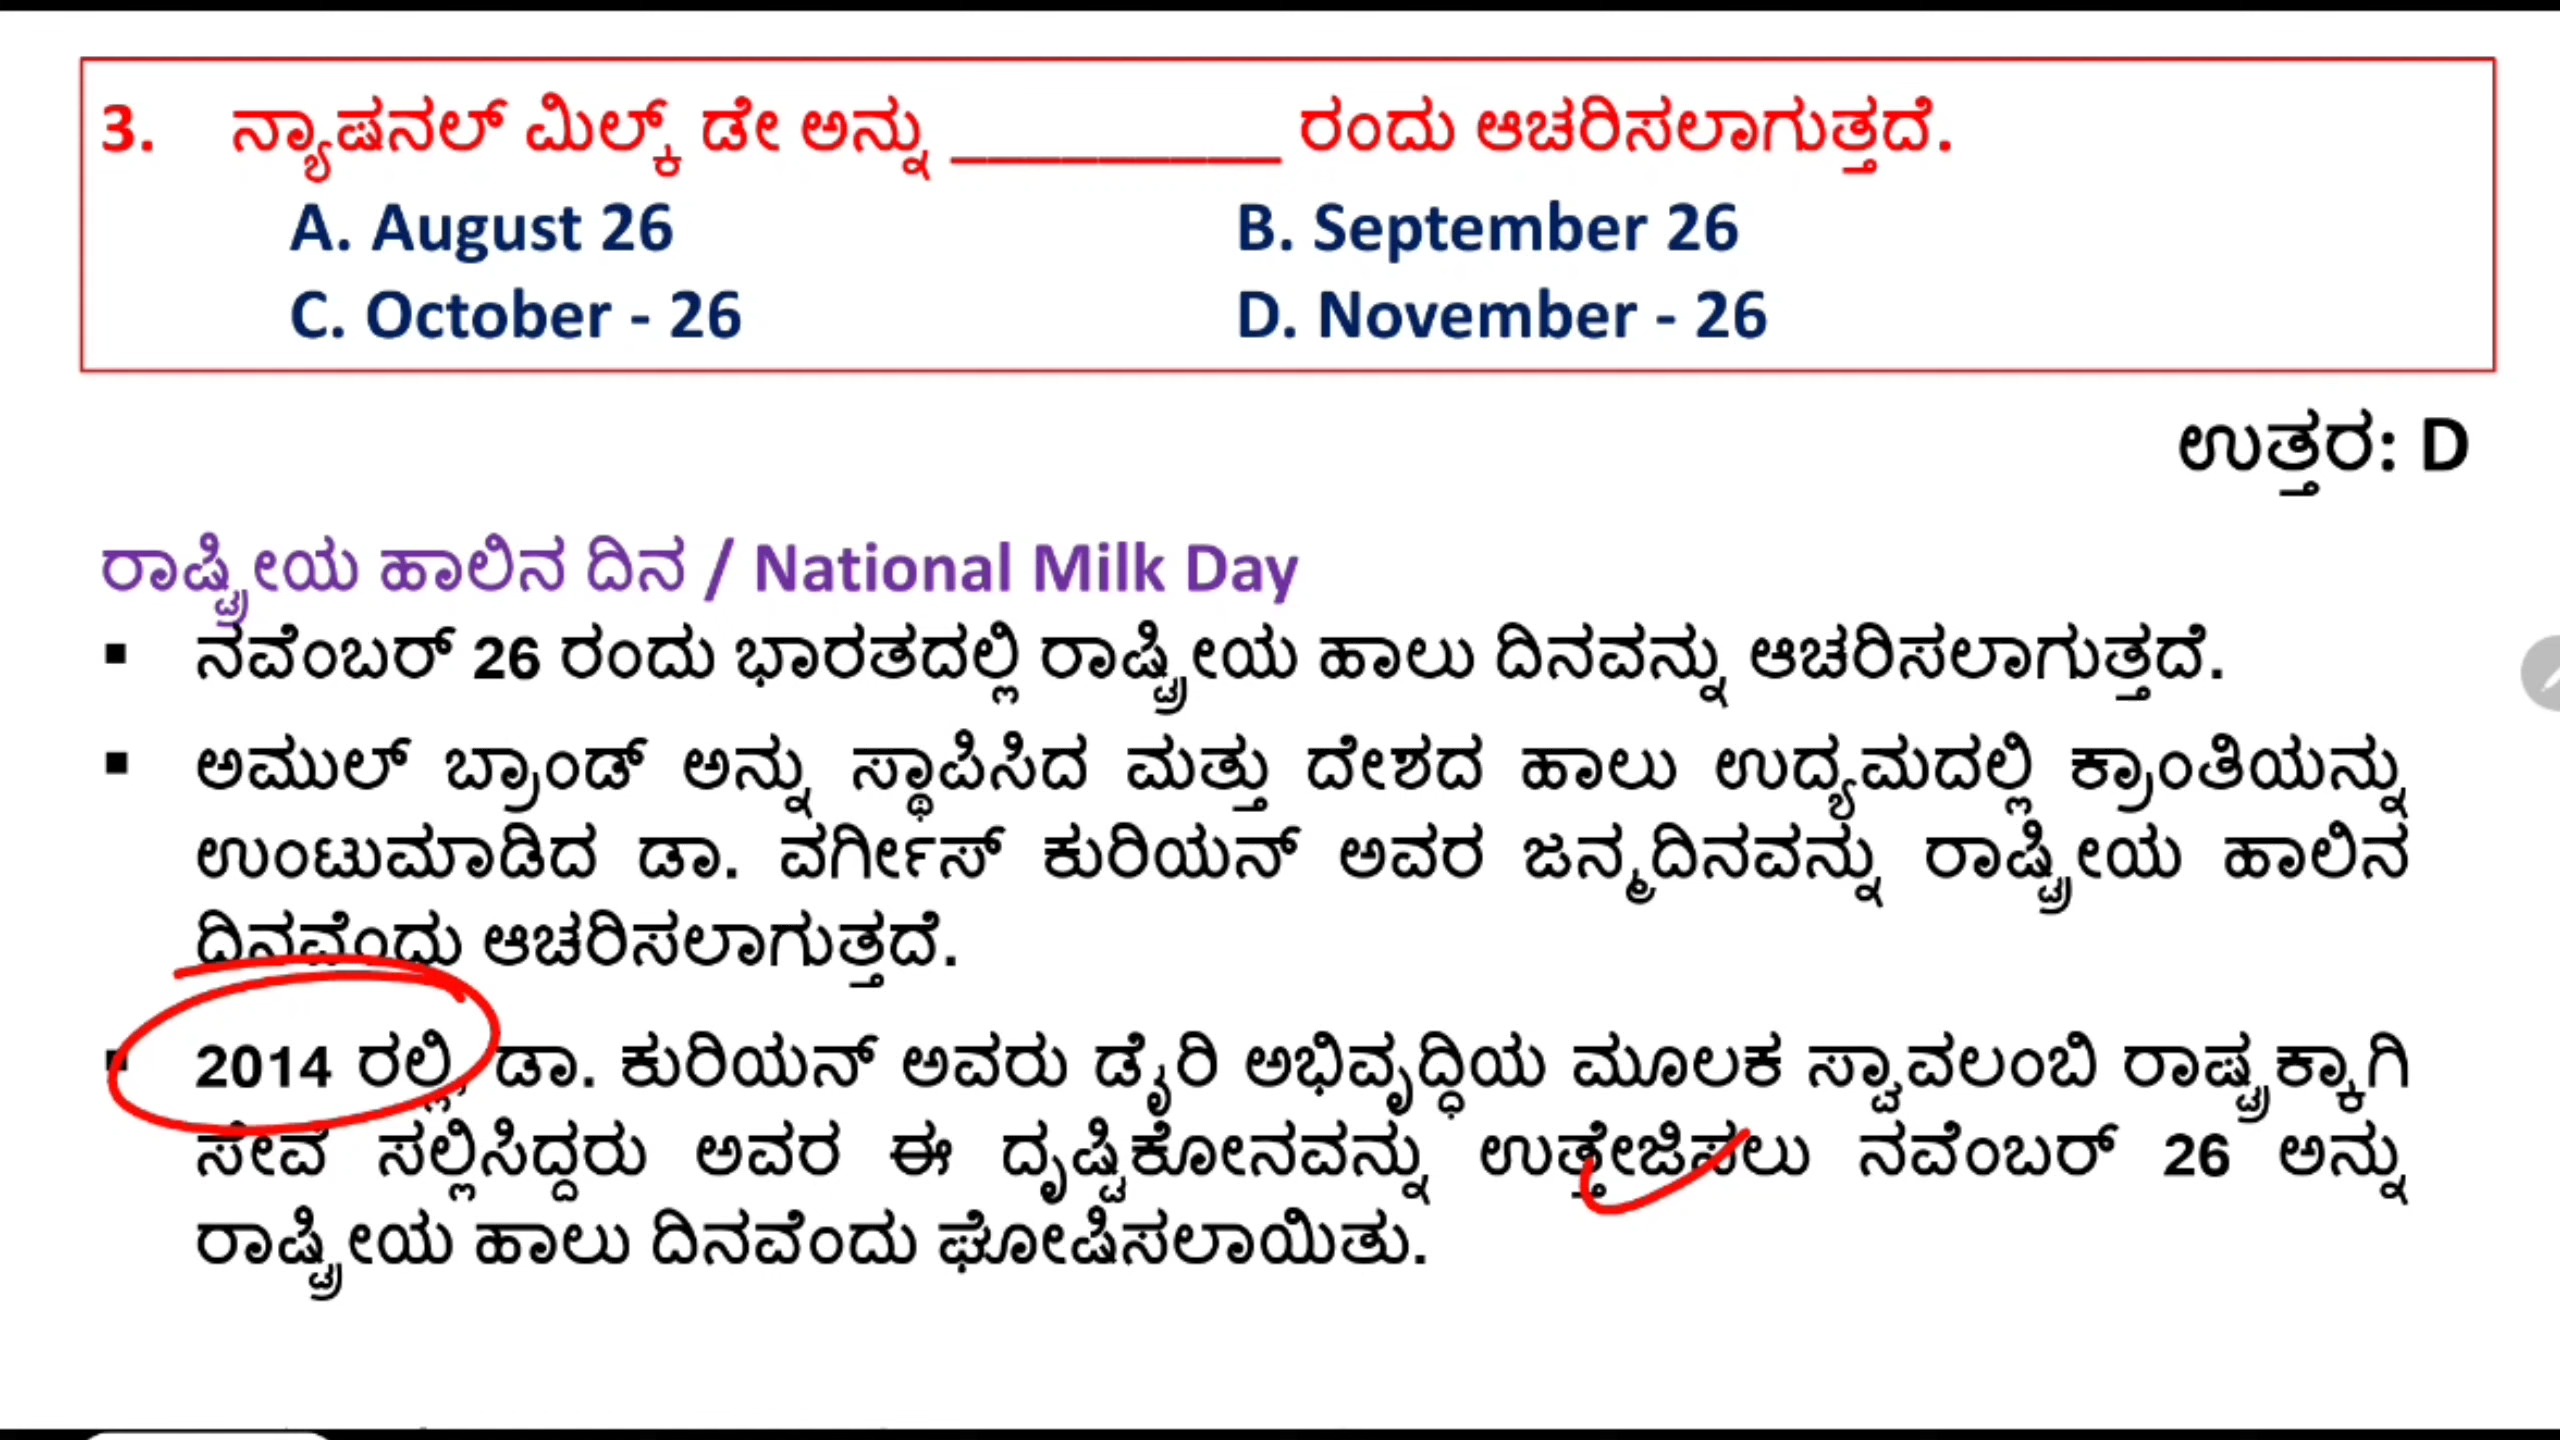 3. ನ್ಯಾಷನಲ್ ಮಿಲ್ಕ್ ಡೇ ಅನ್ನು __________ ರಂದು ಆಚರಿಸಲಾಗುತ್ತದೆ.
A. August 26 B. September 26
C. October - 26 D. November - 26
ಉತ್ತರ: D
ರಾಷ್ಟ್ರೀಯ ಹಾಲಿನ ದಿನ / National Milk Day
▪ ನವೆಂಬರ್ 26 ರಂದು ಭಾರತದಲ್ಲಿ ರಾಷ್ಟ್ರೀಯ ಹಾಲು ದಿನವನ್ನು ಆಚರಿಸಲಾಗುತ್ತದೆ.
▪ ಅಮುಲ್ ಬ್ರಾಂಡ್ ಅನ್ನು ಸ್ಥಾಪಿಸಿದ ಮತ್ತು ದೇಶದ ಹಾಲು ಉದ್ಯಮದಲ್ಲಿ ಕ್ರಾಂತಿಯನ್ನು
ಉಂಟುಮಾಡಿದ ಡಾ. ವರ್ಗೀಸ್ ಕುರಿಯನ್ ಅವರ ಜನ್ಮದಿನವನ್ನು ರಾಷ್ಟ್ರೀಯ ಹಾಲಿನ
ದಿನವೆಂದು ಆಚರಿಸಲಾಗುತ್ತದೆ.
▪ 2014 ರಲ್ಲಿ, ಡಾ. ಕುರಿಯನ್ ಅವರು ಡೈರಿ ಅಭಿವೃದ್ಧಿಯ ಮೂಲಕ ಸ್ವಾವಲಂಬಿ ರಾಷ್ಟ್ರಕ್ಕಾಗಿ
ಸೇವೆ ಸಲ್ಲಿಸಿದ್ದರು ಅವರ ಈ ದೃಷ್ಟಿಕೋನವನ್ನು ಉತ್ತೇಜಿಸಲು ನವೆಂಬರ್ 26 ಅನ್ನು
ರಾಷ್ಟ್ರೀಯ ಹಾಲು ದಿನವೆಂದು ಘೋಷಿಸಲಾಯಿತು.